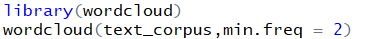 library(wordcloud)
wordcloud(text_corpus,min.freq = 2)